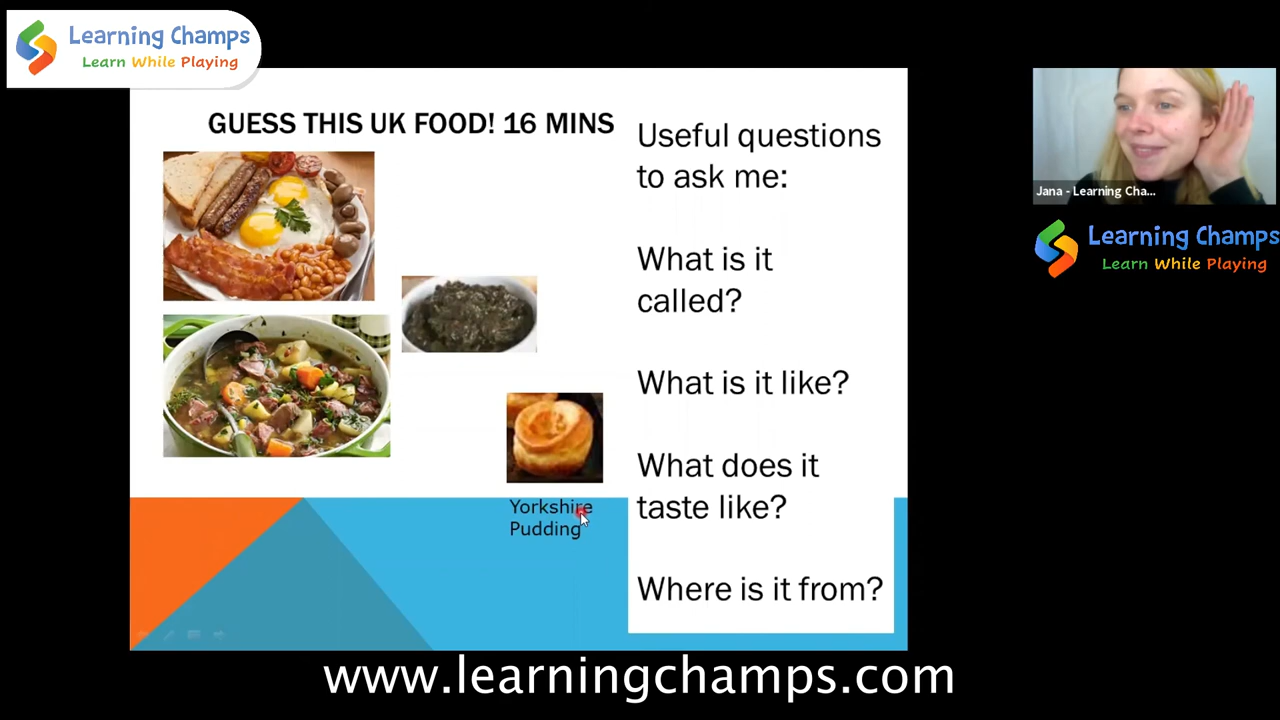 Learning Champs
Learn While Playing
GUESS THIS UK FOOD! 16 MINS
Useful questions
to ask me:
What is it
called?
What is it like?
What does it
taste like?
Where is it from?
Yorkshire
Pudding
Jana - Learning Cha...
Learning Champs
Learn While Playing
www.learningchamps.com